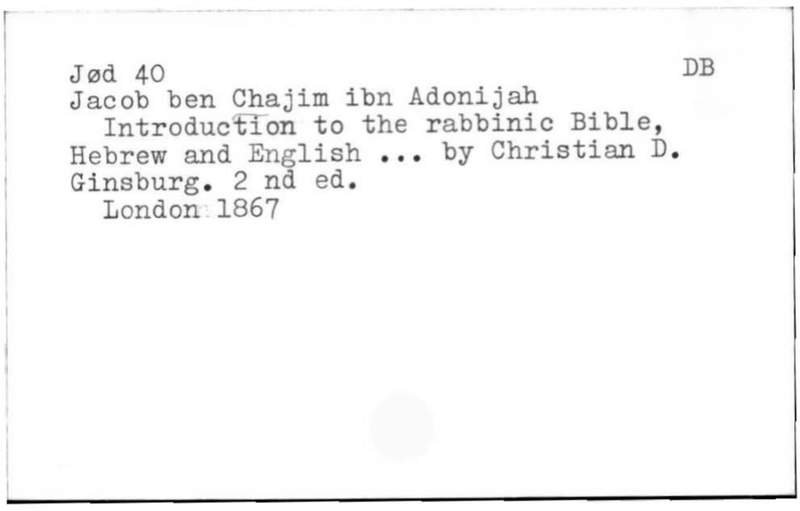 Jød 40 DB
Jacob ben Chajim ibn Adonijah
Introduction to the rabbinic Bible,
Hebrew and English ... by Christian D.
Ginsburg. 2 nd ed.
London 1867